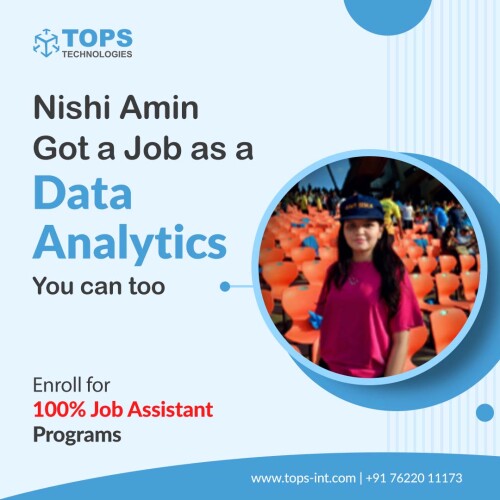 TOPS
TECHNOLOGIES
Nishi Amin
Got a Job as a
Data
Analytics
You can too
Enroll for
100% Job Assistant
Programs
www.tops-int.com | +91 76220 11173